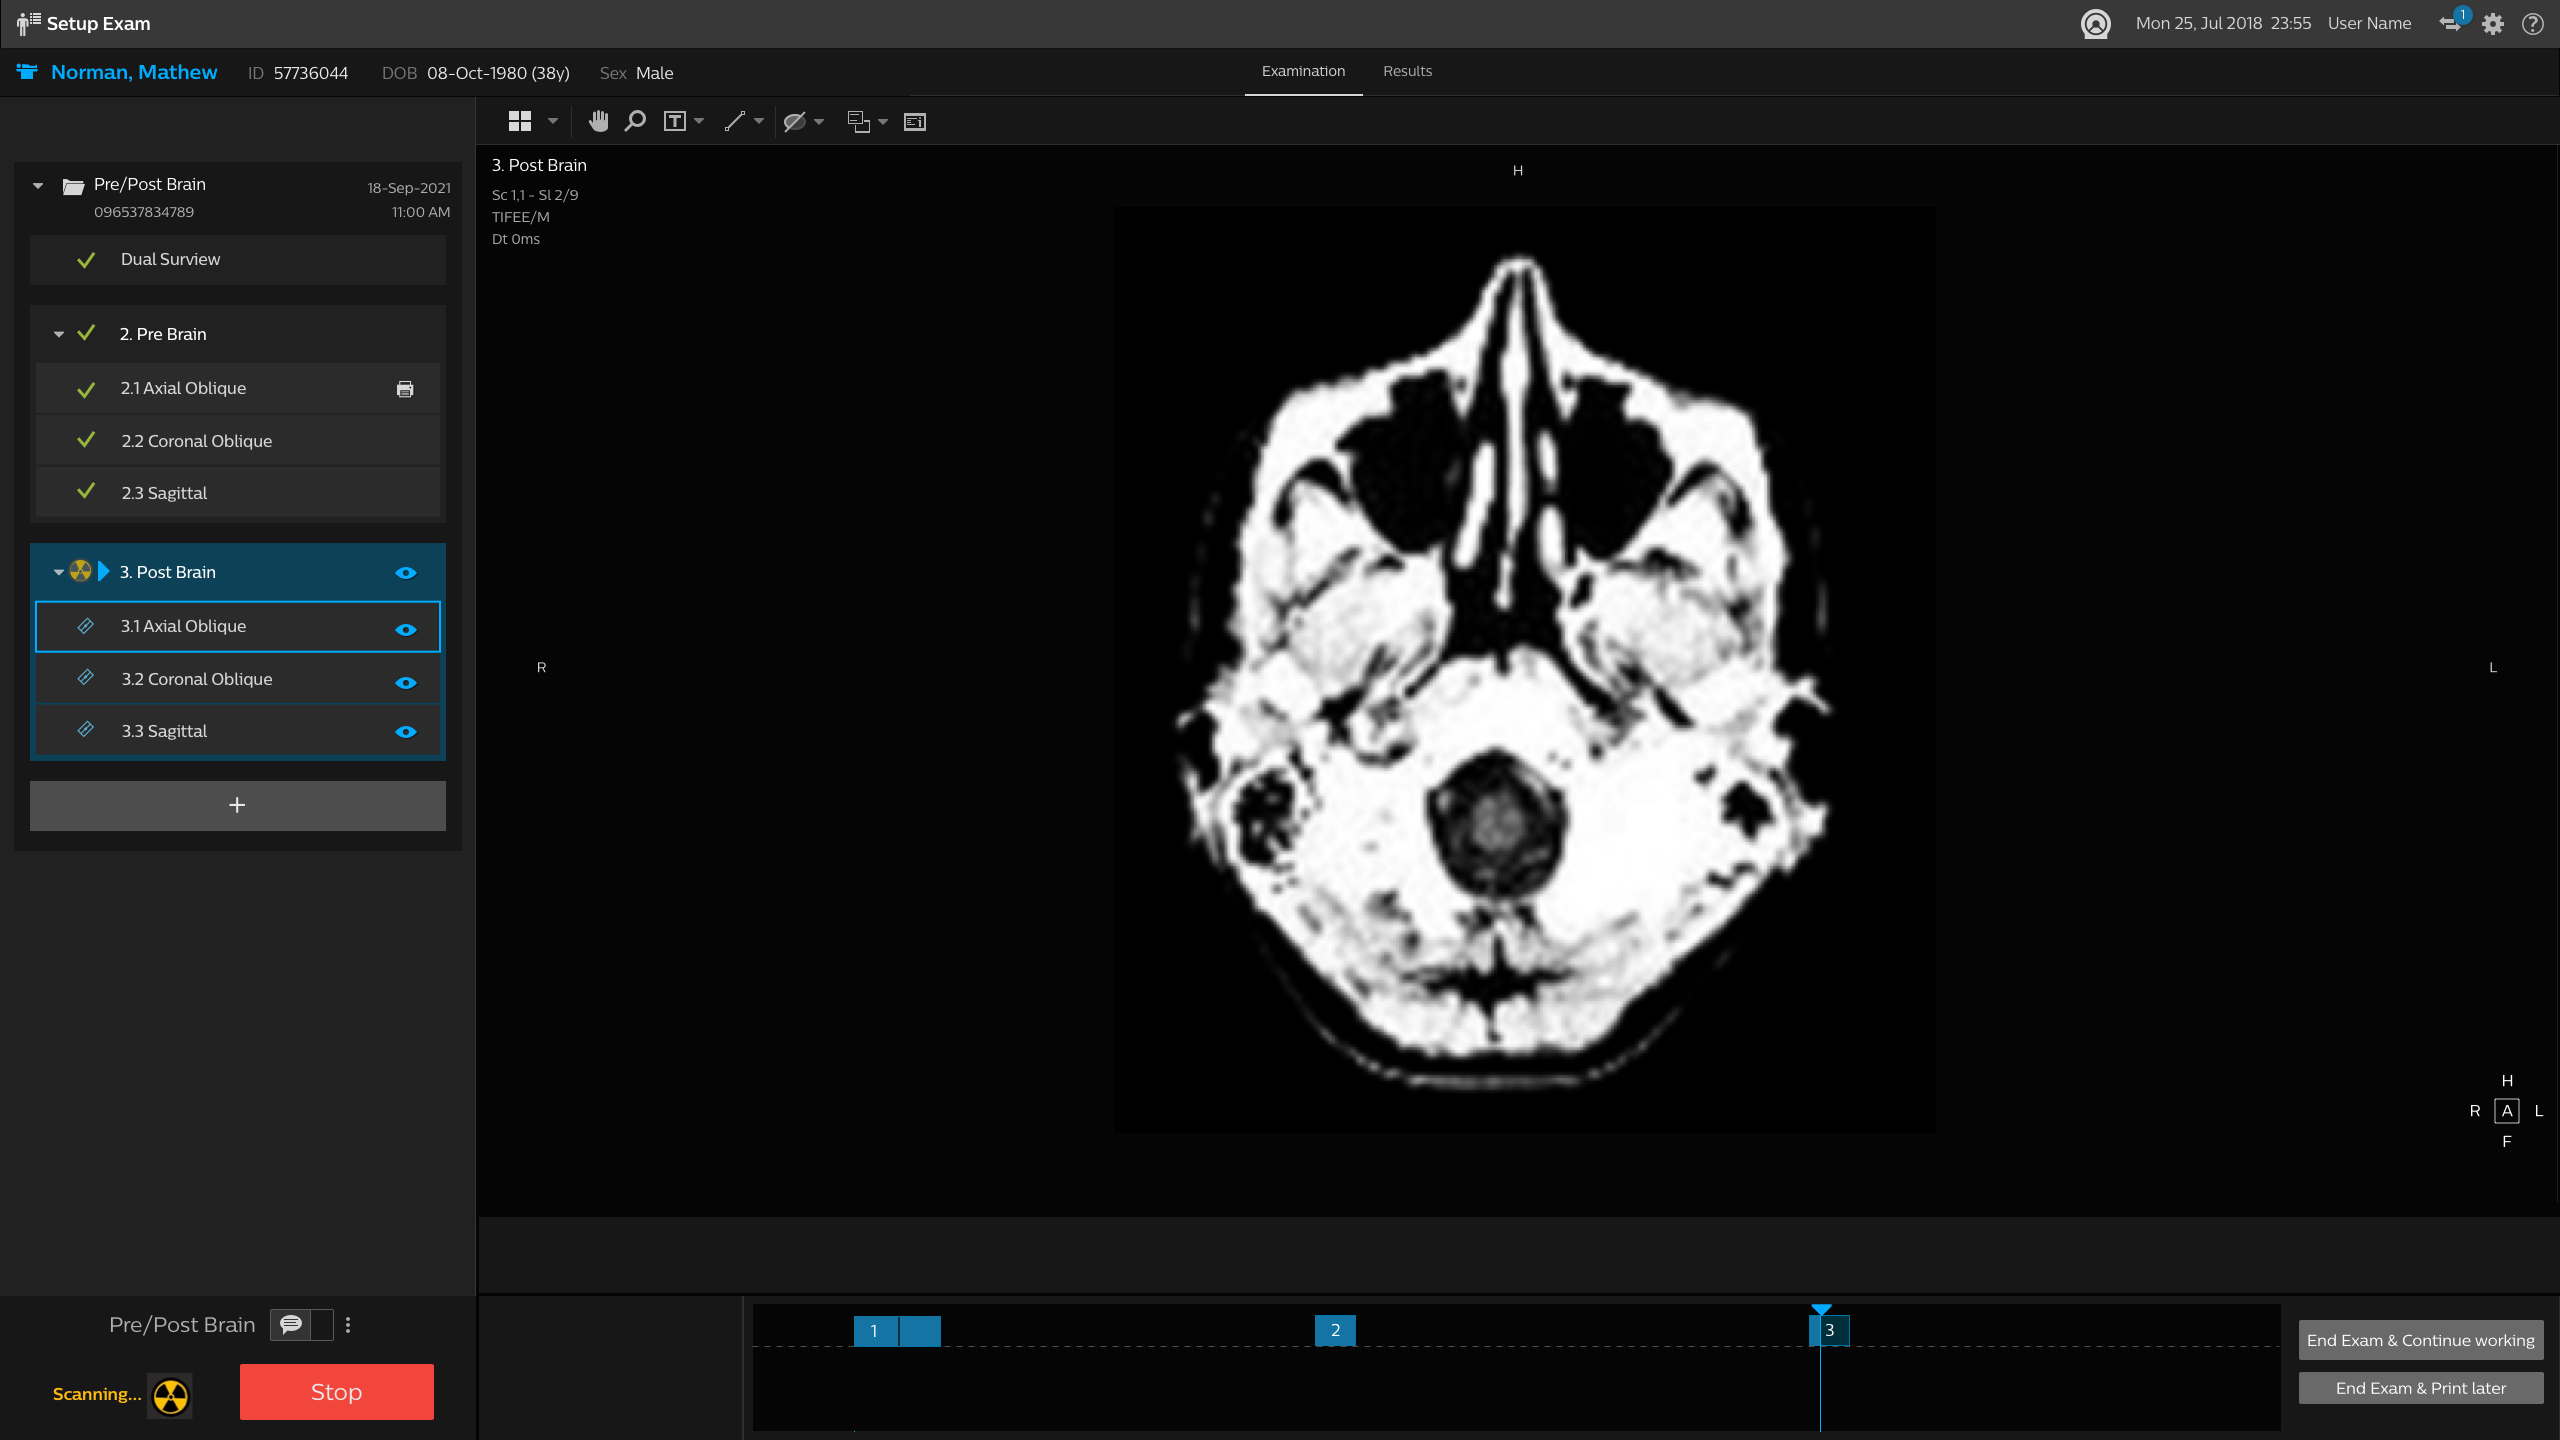 Setup Exam
Mon 25, Jul 2018 23:55 User Name 1
Norman, Mathew ID 57736044 DOB 08-Oct-1980 (38y) Sex Male
Examination Results
T
Pre/Post Brain 18-Sep-2021
096537834789 11:00 AM
Dual Surview
2. Pre Brain
2.1 Axial Oblique
2.2 Coronal Oblique
2.3 Sagittal
3. Post Brain
3.1 Axial Oblique
3.2 Coronal Oblique
3.3 Sagittal
+
3. Post Brain
Sc 1,1 - Sl 2/9
TIFEE/M
Dt 0ms
H
R
L
H
R A L
F
Pre/Post Brain
Scanning...
Stop
1
2
3
End Exam & Continue working
End Exam & Print later